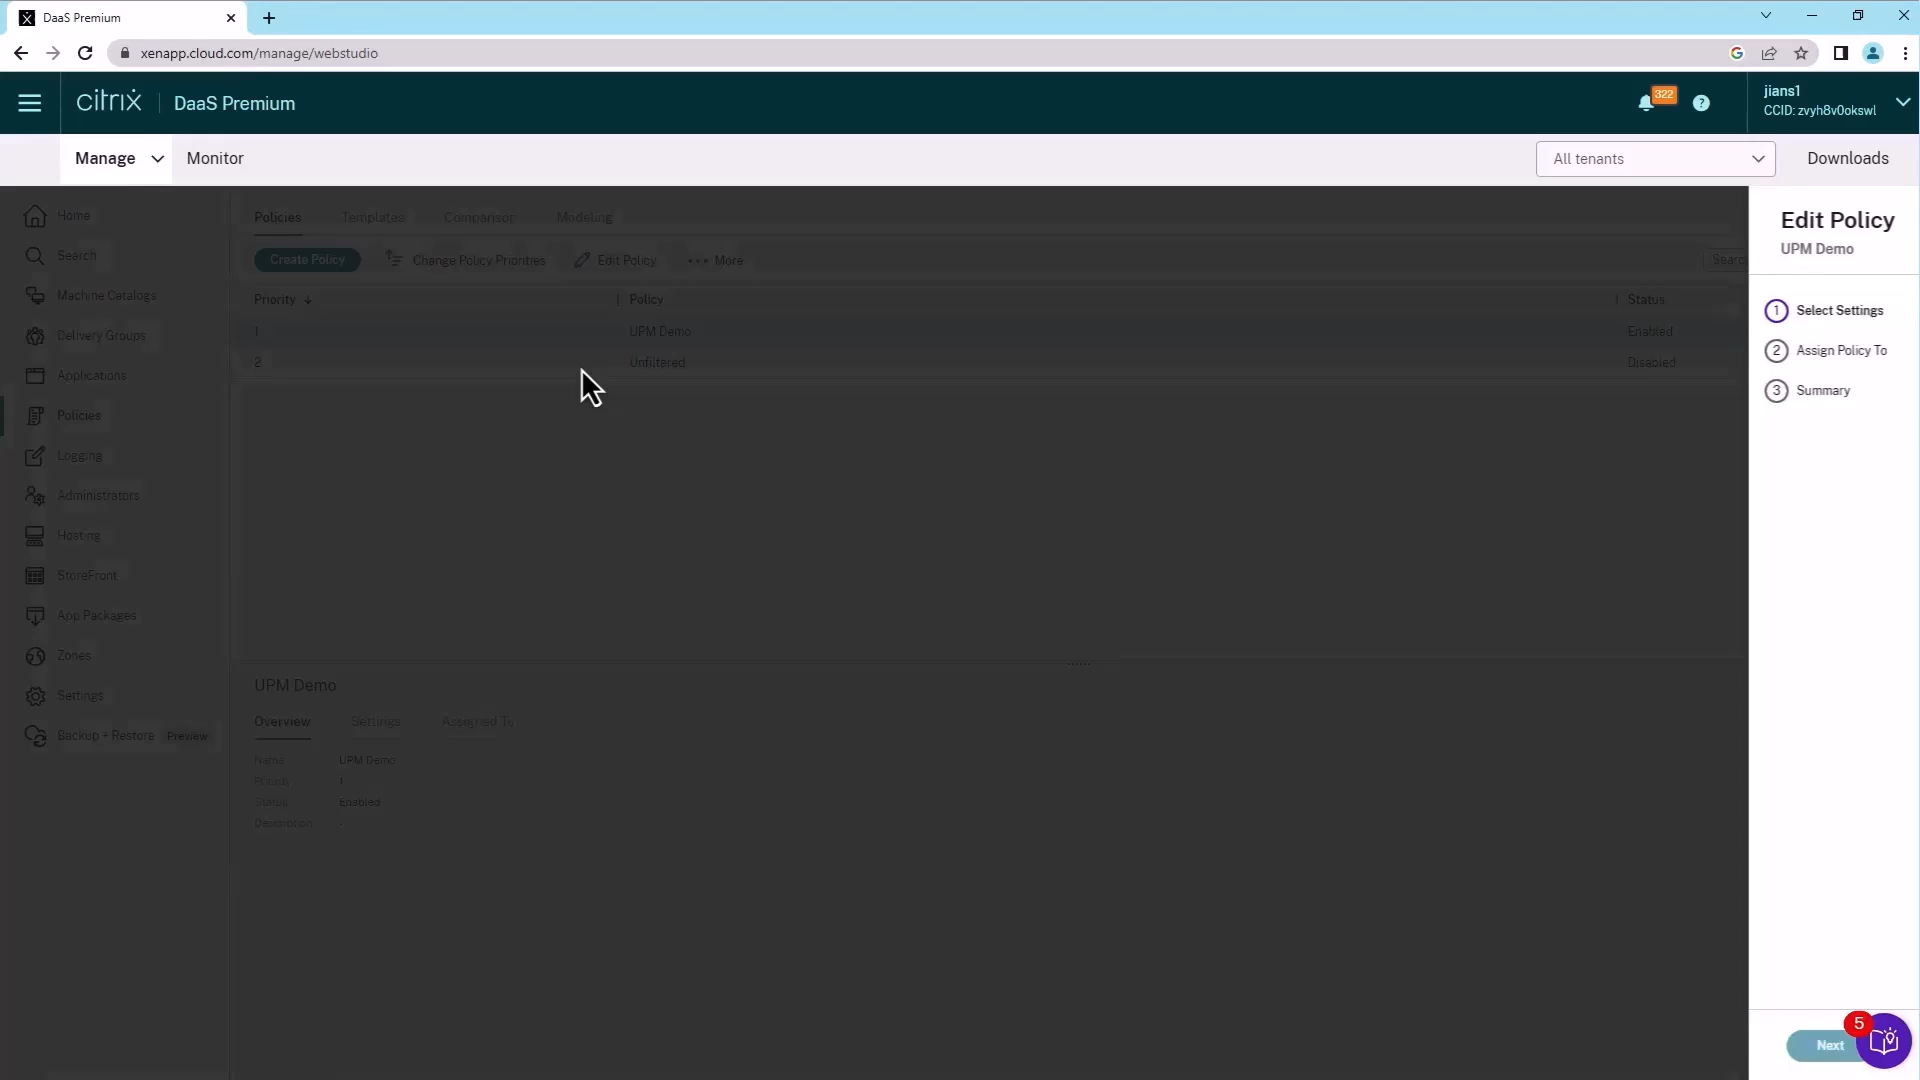 DaaS Premium
xenapp.cloud.com/manage/webstudio
citrix DaaS Premium
322
jians1
CCID: zvyh8v0okswl
Manage Monitor
All tenants
Downloads
Home
Search
Machine Catalogs
Delivery Groups
Applications
Policies
Logging
Administrators
Hosting
StoreFront
App Packages
Zones
Settings
Backup + Restore Preview
Policies Templates Comparison Modeling
Create Policy Change Policy Priorities Edit Policy More
Searc
Priority Policy Status
1 UPM Demo Enabled
2 Unfiltered Disabled
UPM Demo
Overview Settings Assigned To
Name UPM Demo
Priority 1
Status Enabled
Description -
Edit Policy
UPM Demo
1 Select Settings
2 Assign Policy To
3 Summary
5
Next